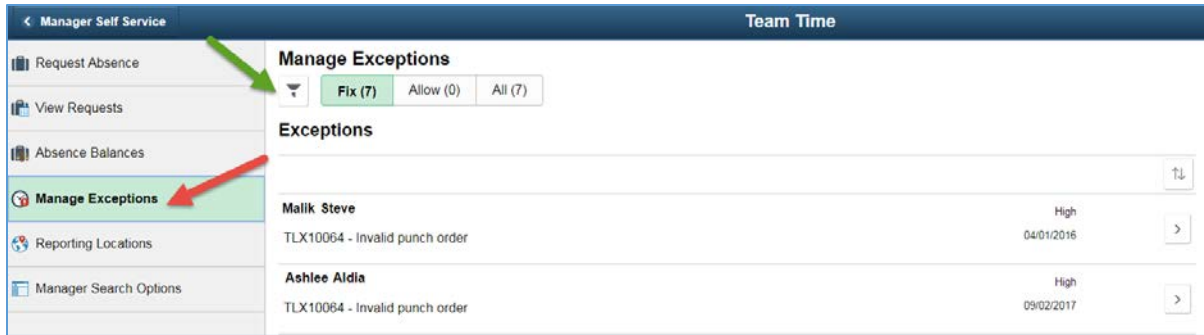 Manager Self Service
Team Time
Request Absence
View Requests
Absence Balances
Manage Exceptions
Reporting Locations
Manager Search Options
Manage Exceptions
Fix (7) Allow (0) All (7)
Exceptions
Malik Steve High
TLX10064 - Invalid punch order 04/01/2016
Ashlee Aldia High
TLX10064 - Invalid punch order 09/02/2017